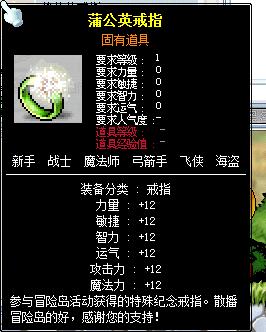 蒲公英戒指
固有道具
要求等级： 1
要求力量： 0
要求敏捷： 0
要求智力： 0
要求运气： 0
要求人气度： -
道具等级： -
道具经验值： -
新手 战士 魔法师 弓箭手 飞侠 海盗
装备分类 ： 戒指
力量 ： +12
敏捷 ： +12
智力 ： +12
运气 ： +12
攻击力 ： +12
魔法力 ： +12
参与冒险岛活动获得的特殊纪念戒指。散播
冒险岛的好，感谢您的支持！